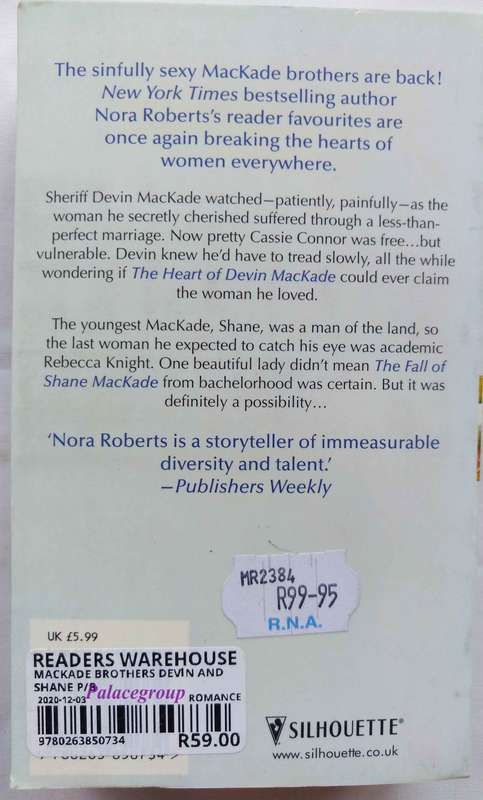 The sinfully sexy MacKade brothers are back!
New York Times bestselling author
Nora Roberts's reader favourites are
once again breaking the hearts of
women everywhere.
Sheriff Devin MacKade watched—patiently, painfully—as the
woman he secretly cherished suffered through a less-than-
perfect marriage. Now pretty Cassie Connor was free...but
vulnerable. Devin knew he'd have to tread slowly, all the while
wondering if The Heart of Devin MacKade could ever claim
the woman he loved.
The youngest MacKade, Shane, was a man of the land, so
the last woman he expected to catch his eye was academic
Rebecca Knight. One beautiful lady didn't mean The Fall of
Shane MacKade from bachelorhood was certain. But it was
definitely a possibility...
'Nora Roberts is a storyteller of immeasurable
diversity and talent.'
—Publishers Weekly
MR2384
R99-95
R.N.A.
UK £5.99
READERS WAREHOUSE
MACKADE BROTHERS DEVIN AND
SHANE P/B
2020-12-03 Palacegroup ROMANCE
9780263850734 R59.00
SILHOUETTE®
www.silhouette.co.uk